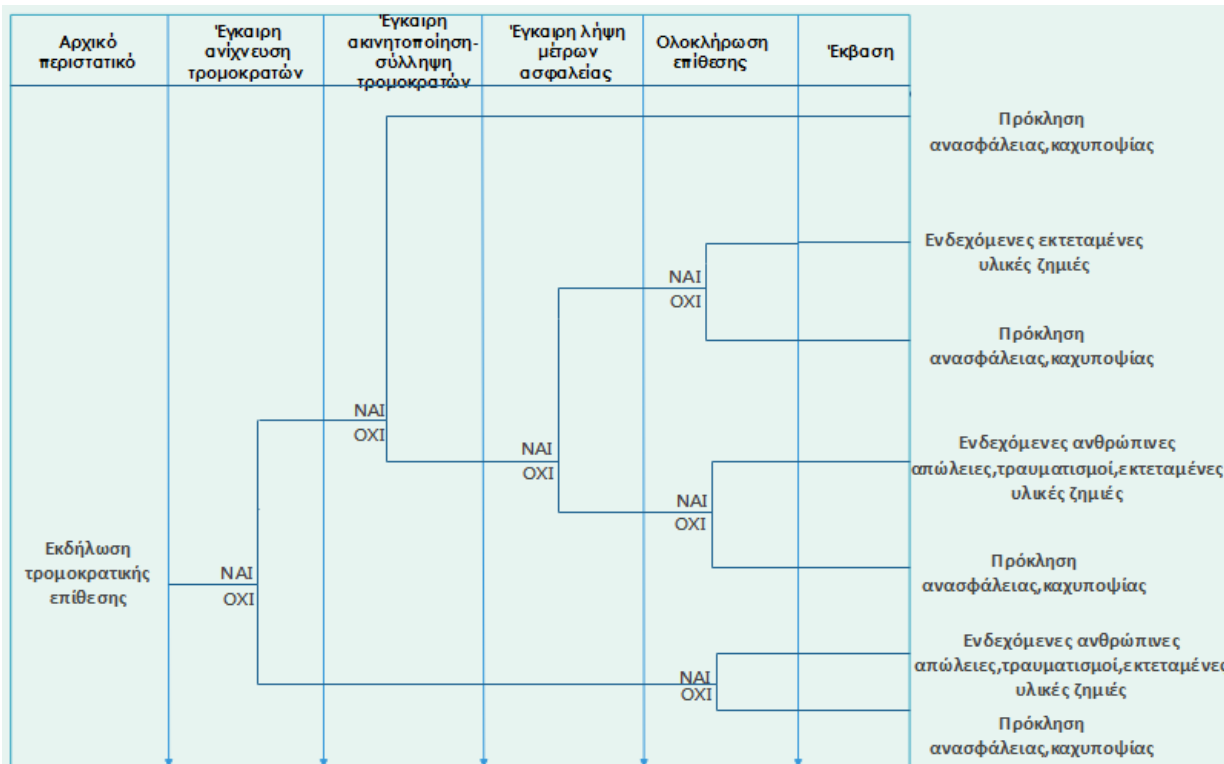 Αρχικό
περιστατικό
Έγκαιρη
ανίχνευση
τρομοκρατών
Έγκαιρη
ακινητοποίηση-
σύλληψη
τρομοκρατών
Έγκαιρη λήψη
μέτρων
ασφαλείας
Ολοκλήρωση
επίθεσης
Έκβαση
Πρόκληση
ανασφάλειας,καχυποψίας
Ενδεχόμενες εκτεταμένες
υλικές ζημιές
ΝΑΙ
ΟΧΙ
Πρόκληση
ανασφάλειας,καχυποψίας
ΝΑΙ
ΟΧΙ
ΝΑΙ
ΟΧΙ
Ενδεχόμενες ανθρώπινες
απώλειες,τραυματισμοί,εκτεταμένες
υλικές ζημιές
ΝΑΙ
ΟΧΙ
Εκδήλωση
τρομοκρατικής
επίθεσης
ΝΑΙ
ΟΧΙ
Πρόκληση
ανασφάλειας,καχυποψίας
Ενδεχόμενες ανθρώπινες
απώλειες,τραυματισμοί,εκτεταμένες
υλικές ζημιές
ΝΑΙ
ΟΧΙ
Πρόκληση
ανασφάλειας,καχυποψίας